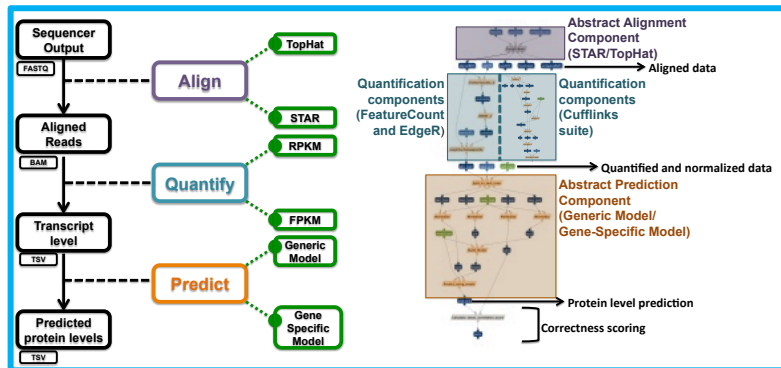 Sequencer
Output
FASTQ
Aligned
Reads
BAM
Transcript
level
TSV
Predicted
protein levels
TSV
Align
Quantify
Predict
TopHat
STAR
RPKM
FPKM
Generic
Model
Gene
Specific
Model
Abstract Alignment
Component
(STAR/TopHat)
Aligned data
Quantification
components
(FeatureCount
and EdgeR)
Quantification
components
(Cufflinks
suite)
Quantified and normalized data
Abstract Prediction
Component
(Generic Model/
Gene-Specific Model)
Protein level prediction
Correctness scoring